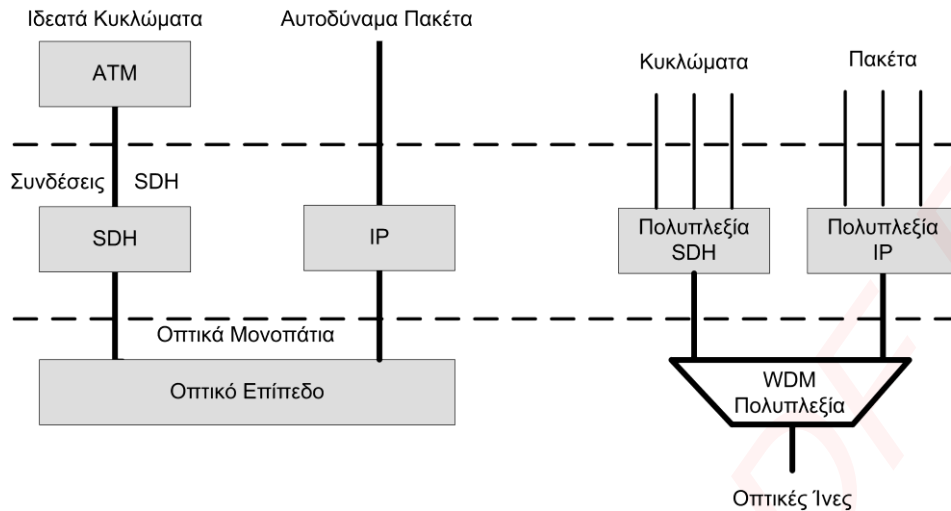 Ιδεατά Κυκλώματα
Αυτοδύναμα Πακέτα
ATM
Κυκλώματα
Πακέτα
Συνδέσεις SDH
SDH
IP
Πολυπλεξία
SDH
Πολυπλεξία
IP
Οπτικά Μονοπάτια
Οπτικό Επίπεδο
WDM
Πολυπλεξία
Οπτικές Ίνες